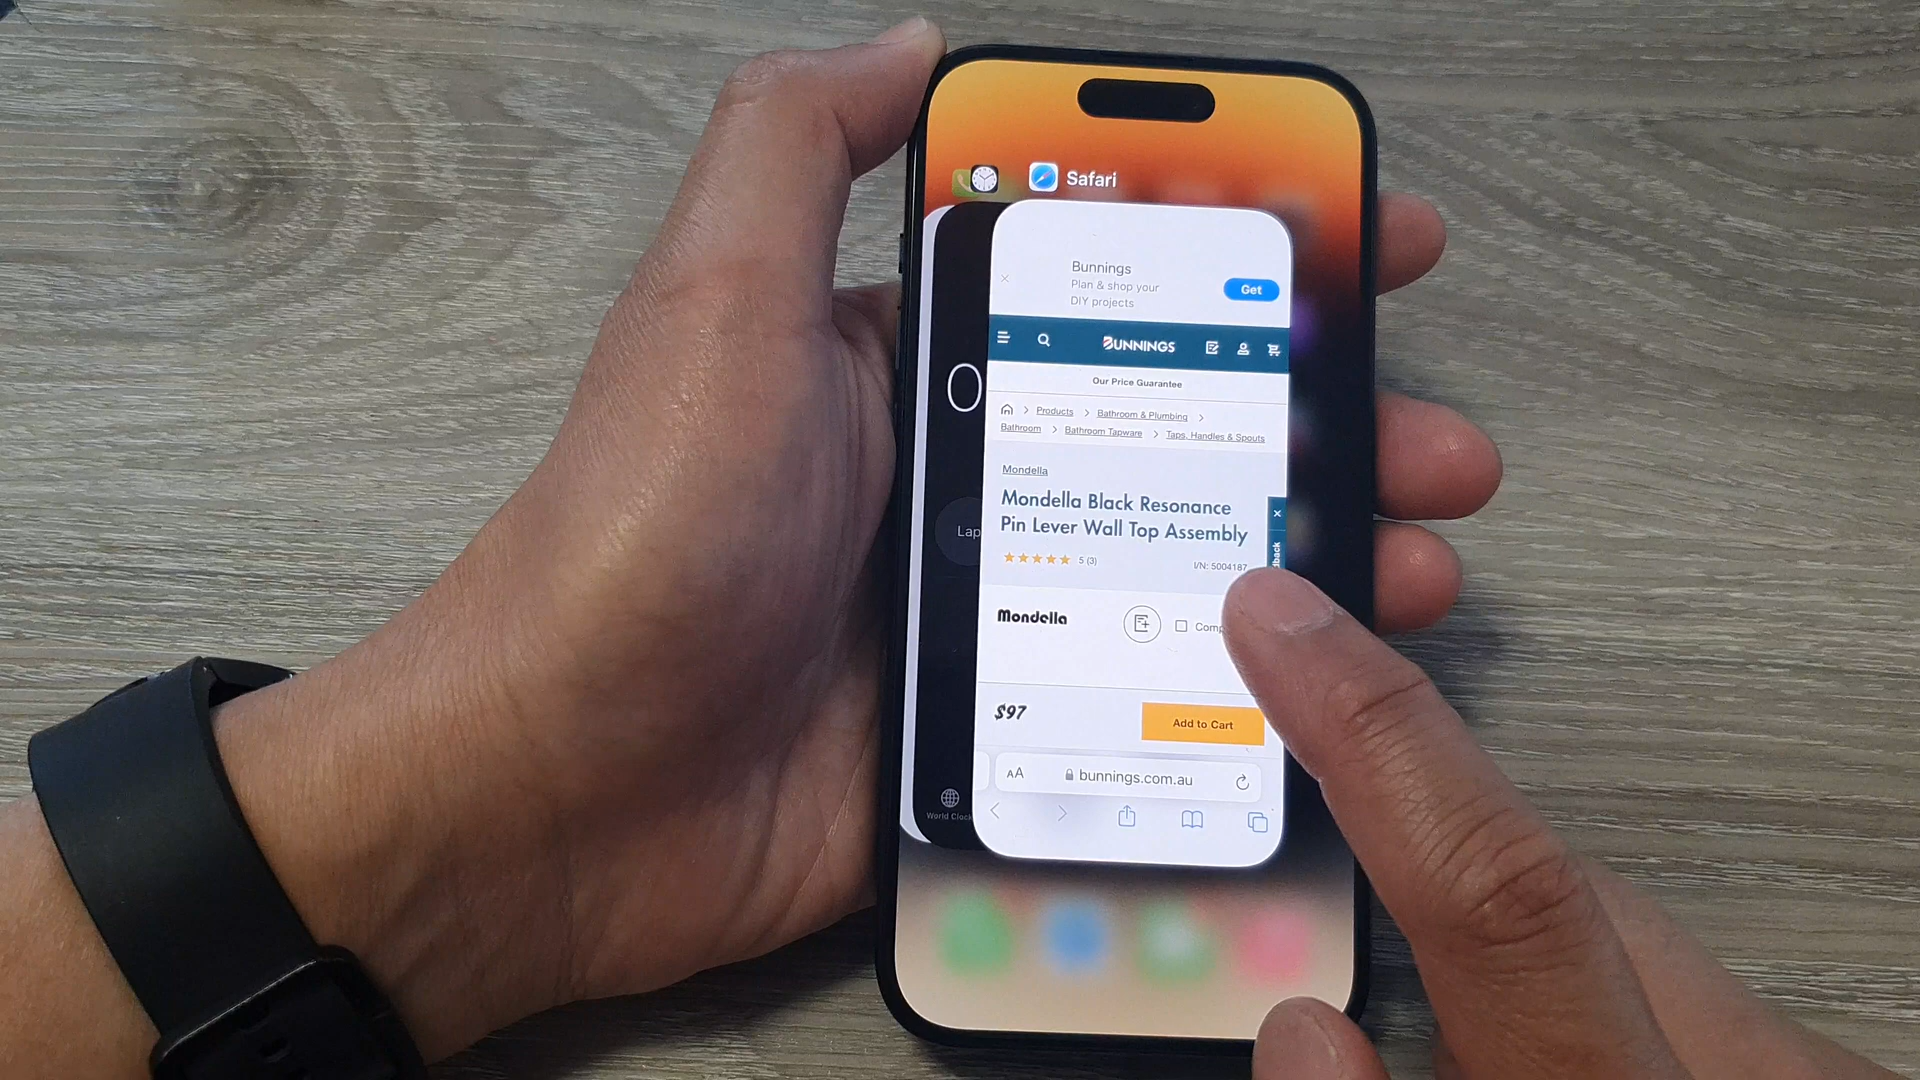 Safari
Bunnings
Plan & shop your
DIY projects
Get
BUNNINGS
Our Price Guarantee
Products > Bathroom & Plumbing >
Bathroom > Bathroom Tapware > Taps, Handles & Spouts
Mondella
Mondella Black Resonance
Pin Lever Wall Top Assembly
5 (3)
I/N: 5004187
Lap
Mondella
$97
Add to Cart
AA
bunnings.com.au
World Clock